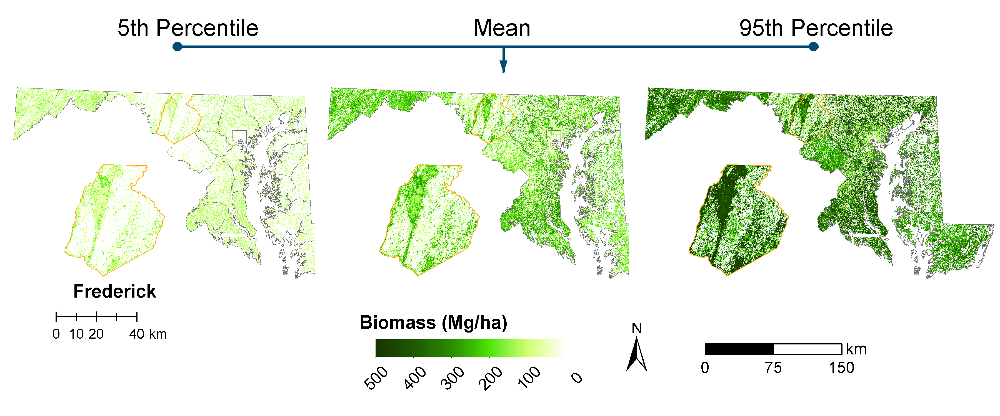 5th Percentile Mean 95th Percentile
Frederick
0 10 20 40 km
Biomass (Mg/ha)
500 400 300 200 100 0
N
km
0 75 150